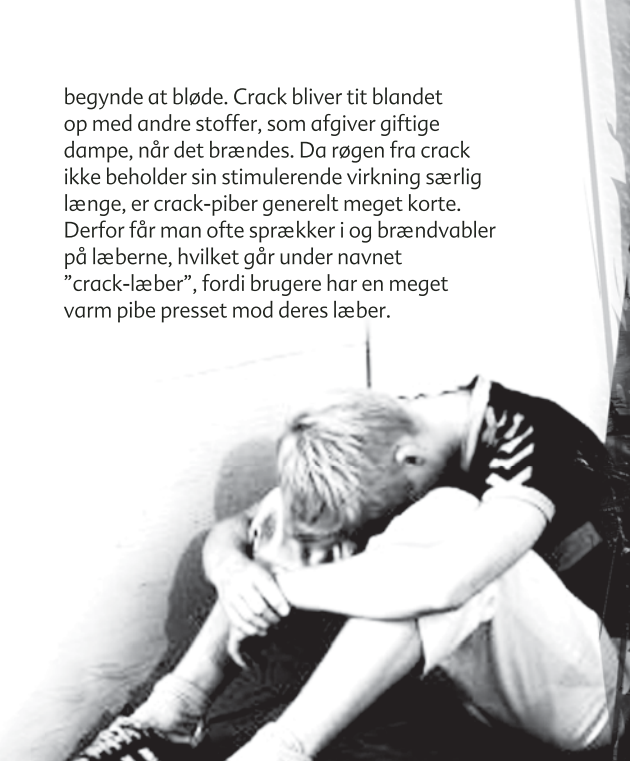 begynde at bløde. Crack bliver tit blandet
op med andre stoffer, som afgiver giftige
dampe, når det brændes. Da røgen fra crack
ikke beholder sin stimulerende virkning særlig
længe, er crack-piber generelt meget korte.
Derfor får man ofte sprækker i og brændvabler
på læberne, hvilket går under navnet
”crack-læber”, fordi brugere har en meget
varm pibe presset mod deres læber.